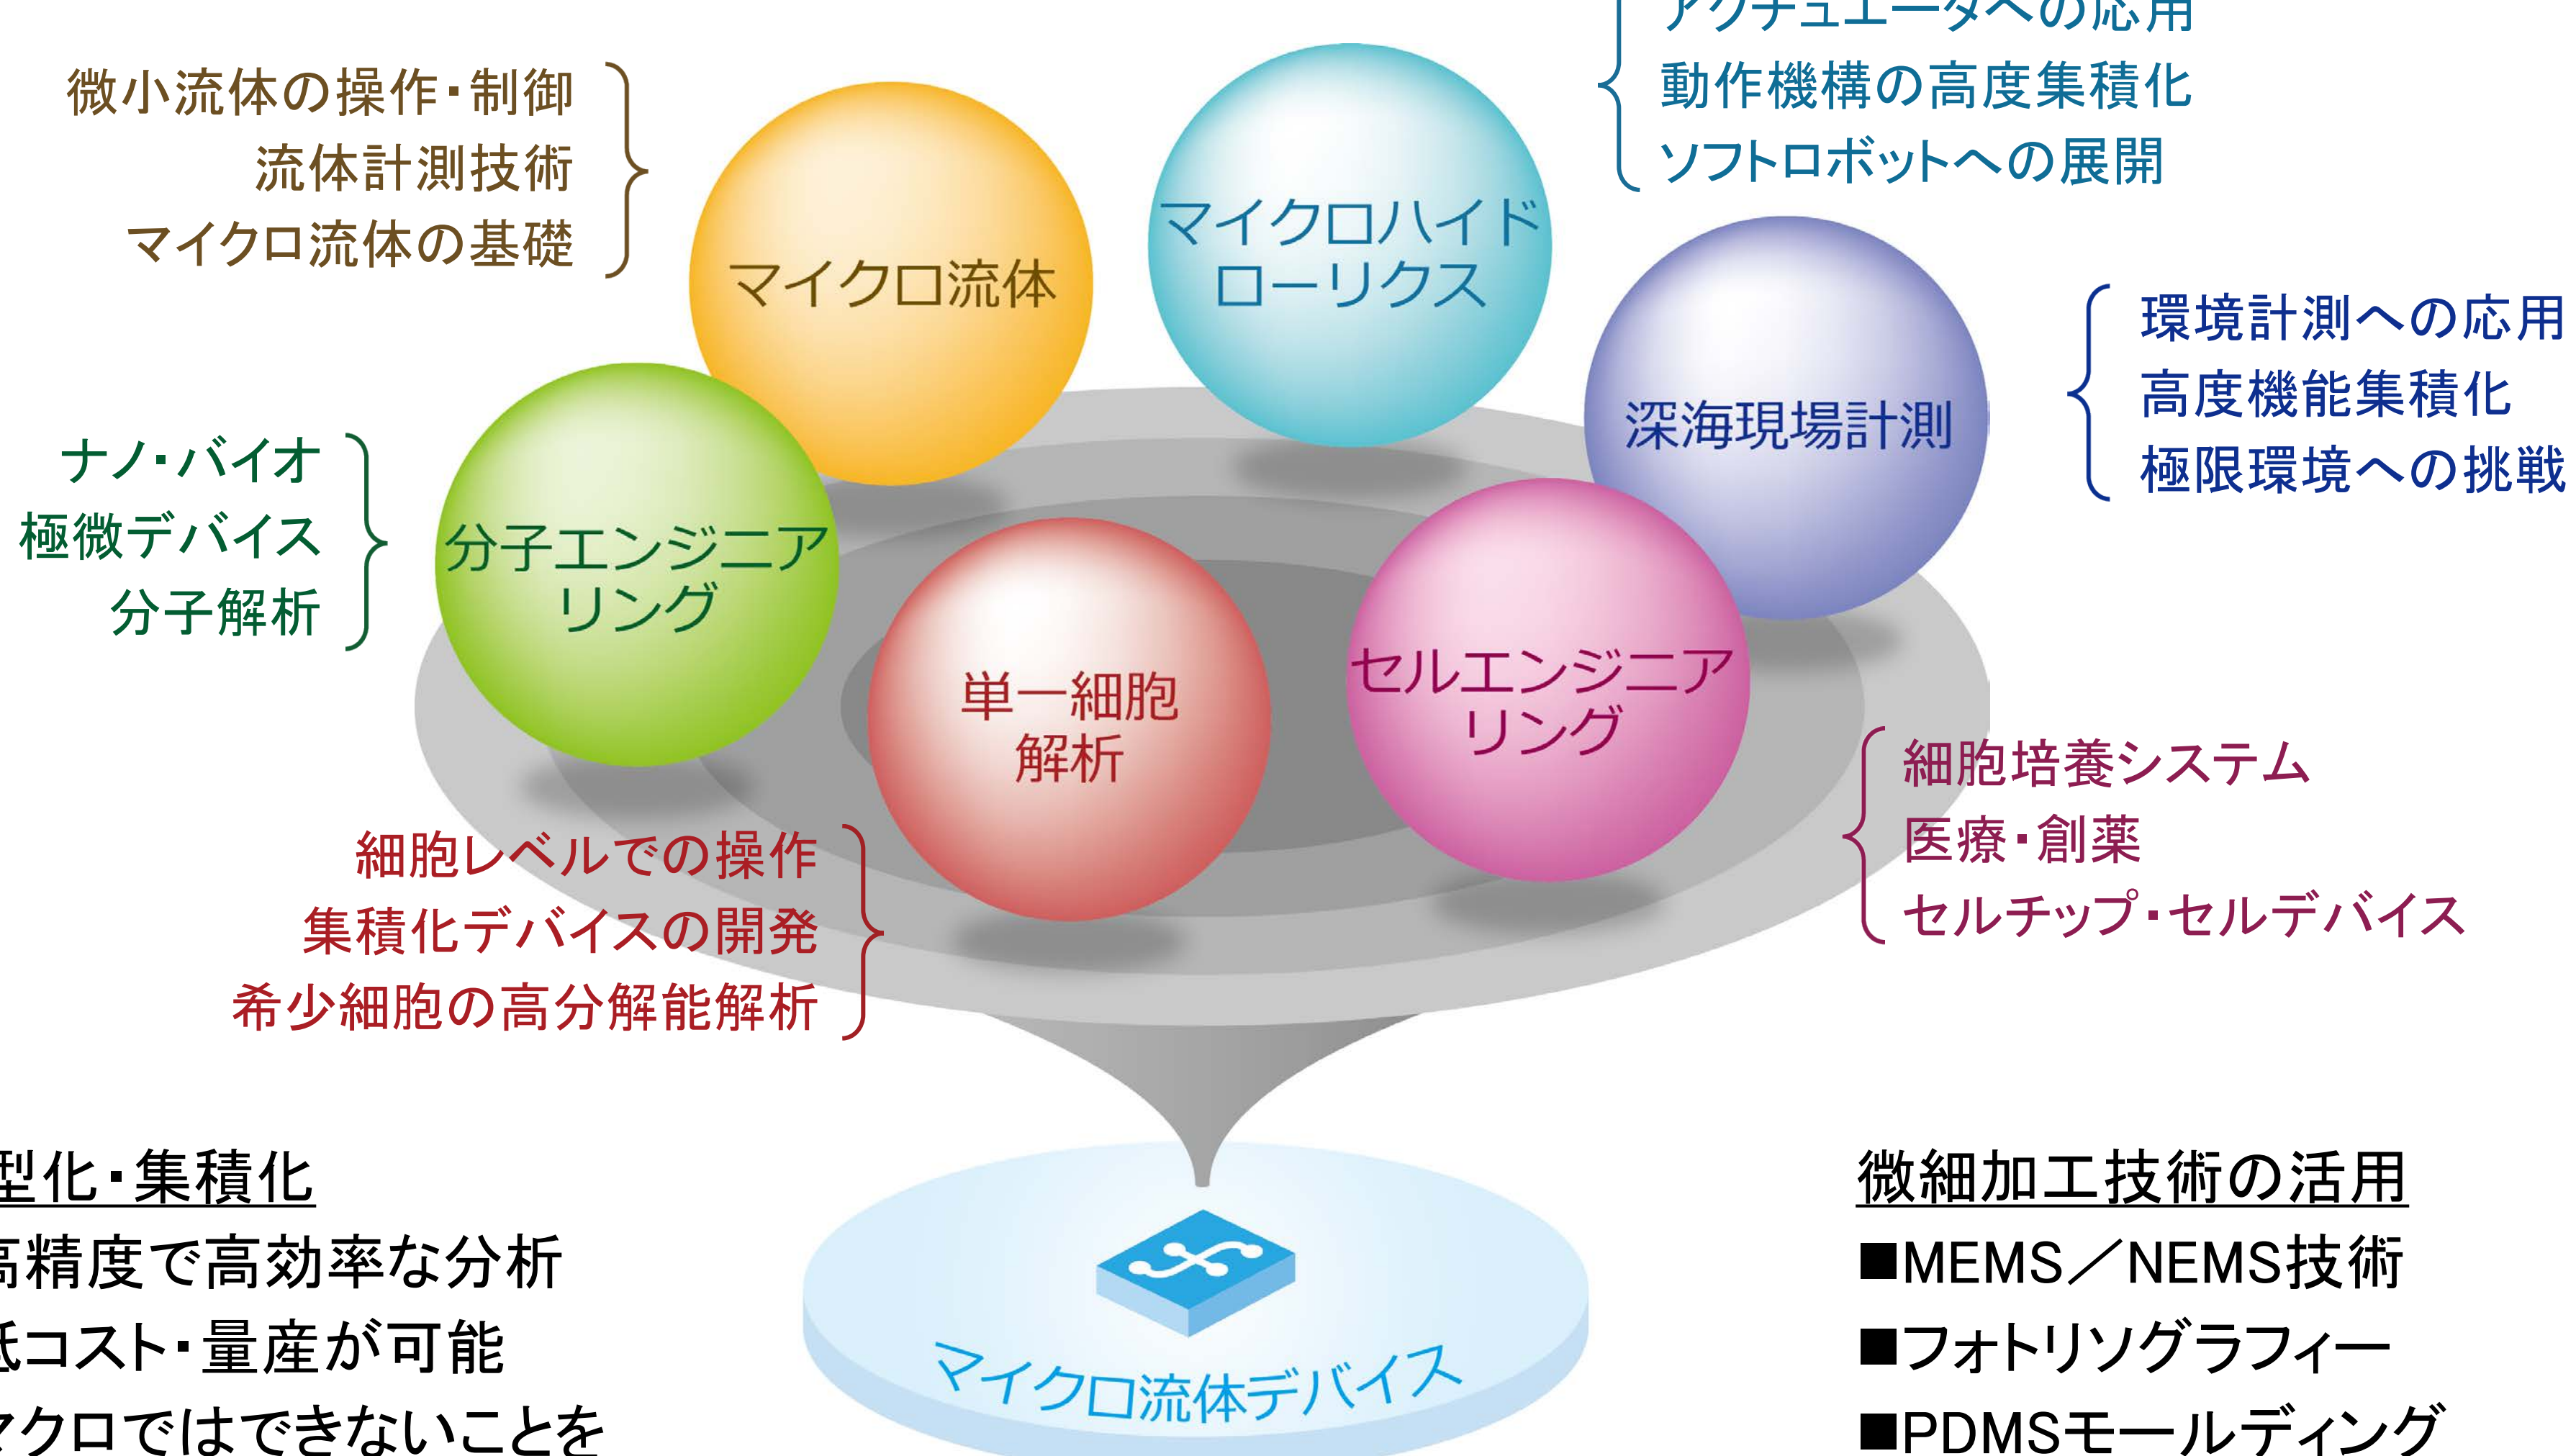 アクチュエータへの応用
動作機構の高度集積化
ソフトロボットへの展開
微小流体の操作・制御
流体計測技術
マイクロ流体の基礎
マイクロ流体
マイクロハイド
ローリクス
深海現場計測
環境計測への応用
高度機能集積化
極限環境への挑戦
ナノ・バイオ
極微デバイス
分子解析
分子エンジニア
リング
単一細胞
解析
セルエンジニア
リング
細胞培養システム
医療・創薬
セルチップ・セルデバイス
細胞レベルでの操作
集積化デバイスの開発
希少細胞の高分解能解析
型化・集積化
高精度で高効率な分析
低コスト・量産が可能
マクロではできないことを
マイクロ流体デバイス
微細加工技術の活用
■MEMS／NEMS技術
■フォトリソグラフィー
■PDMSモールディング